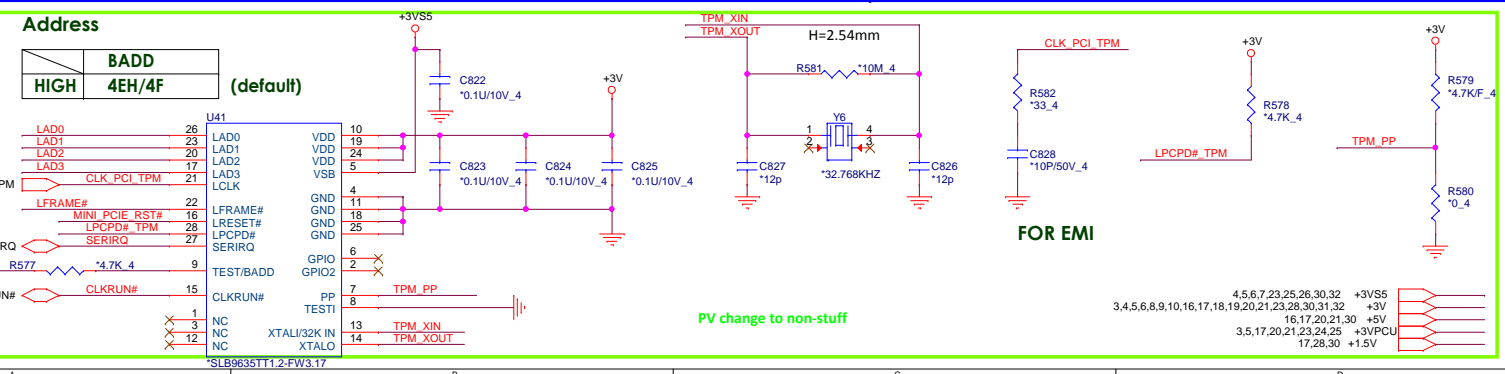 Address
BADD
HIGH 4EH/4F (default)
+3VS5
C822
*0.1U/10V_4
+3V
U41
LAD0 26 LAD0 VDD 10
LAD1 23 LAD1 VDD 19
LAD2 20 LAD2 VDD 24
LAD3 17 LAD3 VSB 5
PM CLK_PCI_TPM 21 LCLK
GND 4
LFRAME# 22 LFRAME# GND 11
MINI_PCIE_RST# 16 LRESET# GND 18
LPCPD#_TPM 28 LPCPD# GND 25
RQ SERIRQ 27 SERIRQ
GPIO 6
R577 *4.7K_4 9 TEST/BADD GPIO2 2
N# CLKRUN# 15 CLKRUN# PP 7 TPM_PP
TESTI 8
1 NC
3 NC XTALI/32K IN 13 TPM_XIN
12 NC XTALO 14 TPM_XOUT
*SLB9635TT1.2-FW3.17
C823
*0.1U/10V_4
C824
*0.1U/10V_4
C825
*0.1U/10V_4
TPM_XIN
TPM_XOUT
H=2.54mm
R581 *10M_4
Y6
1 4
2 3
*32.768KHZ
C827
*12p
C826
*12p
CLK_PCI_TPM
R582
*33_4
C828
*10P/50V_4
FOR EMI
+3V
R578
*4.7K_4
LPCPD#_TPM
+3V
R579
*4.7K/F_4
TPM_PP
R580
*0_4
PV change to non-stuff
4,5,6,7,23,25,26,30,32 +3VS5
3,4,5,6,8,9,10,16,17,18,19,20,21,23,28,30,31,32 +3V
16,17,20,21,30 +5V
3,5,17,20,21,23,24,25 +3VPCU
17,28,30 +1.5V